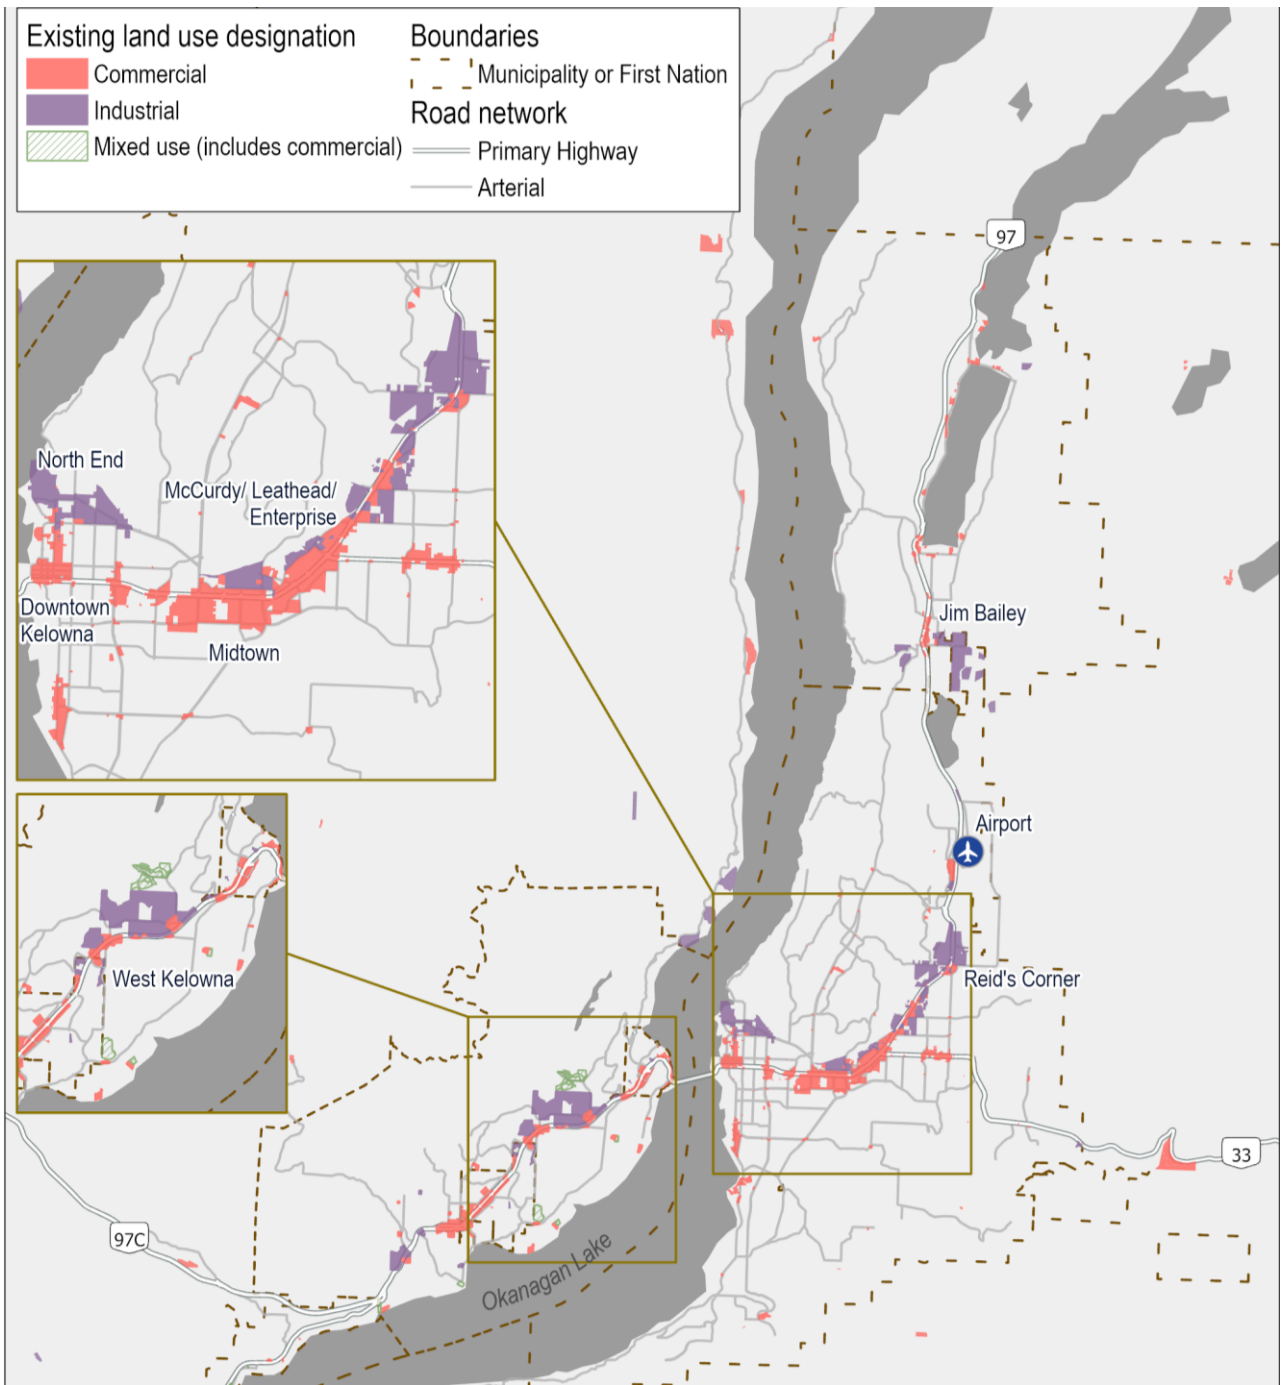 Existing land use designation
Commercial
Industrial
Mixed use (includes commercial)
Boundaries
Municipality or First Nation
Road network
Primary Highway
Arterial
97
North End
McCurdy/ Leathead/
Enterprise
Downtown
Kelowna
Midtown
Jim Bailey
Airport
West Kelowna
Reid's Corner
33
97C
Okanagan Lake